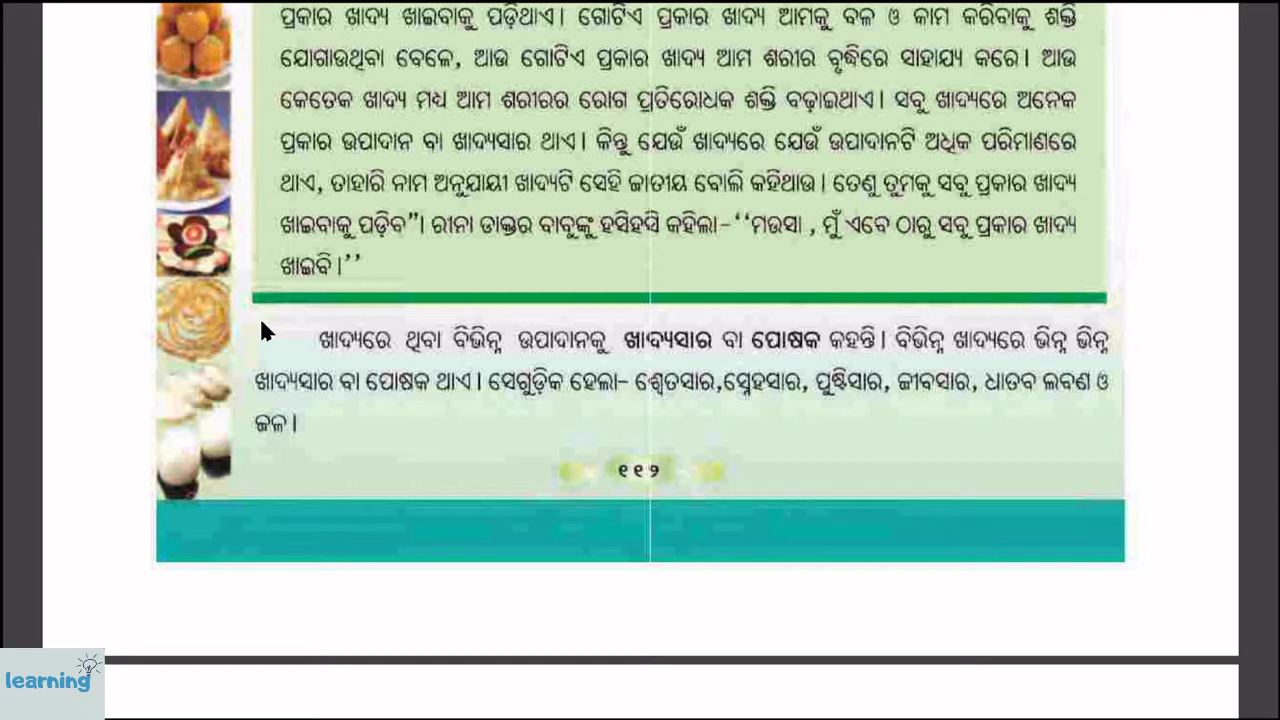 ପ୍ରକାର ଖାଦ୍ୟ ଖାଇବାକୁ ପଡ଼ିଥାଏ। ଗୋଟିଏ ପ୍ରକାର ଖାଦ୍ୟ ଆମକୁ ବଳ ଓ କାମ କରିବାକୁ ଶକ୍ତି
ଯୋଗାଉଥିବା ବେଳେ, ଆଉ ଗୋଟିଏ ପ୍ରକାର ଖାଦ୍ୟ ଆମ ଶରୀର ବୃଦ୍ଧିରେ ସାହାଯ୍ୟ କରେ। ଆଉ
କେତେକ ଖାଦ୍ୟ ମଧ୍ୟ ଆମ ଶରୀରର ରୋଗ ପ୍ରତିରୋଧକ ଶକ୍ତି ବଢ଼ାଇଥାଏ। ସବୁ ଖାଦ୍ୟରେ ଅନେକ
ପ୍ରକାର ଉପାଦାନ ବା ଖାଦ୍ୟସାର ଥାଏ। କିନ୍ତୁ ଯେଉଁ ଖାଦ୍ୟରେ ଯେଉଁ ଉପାଦାନଟି ଅଧିକ ପରିମାଣରେ
ଥାଏ, ତାହାରି ନାମ ଅନୁଯାୟୀ ଖାଦ୍ୟଟି ସେହି ଜାତୀୟ ବୋଲି କହିଥାଉ। ତେଣୁ ତୁମକୁ ସବୁ ପ୍ରକାର ଖାଦ୍ୟ
ଖାଇବାକୁ ପଡ଼ିବ”। ରୀନା ଡାକ୍ତର ବାବୁଙ୍କୁ ହସିହସି କହିଲା-‘‘ମଉସା , ମୁଁ ଏବେ ଠାରୁ ସବୁ ପ୍ରକାର ଖାଦ୍ୟ
ଖାଇବି।’’
ଖାଦ୍ୟରେ ଥିବା ବିଭିନ୍ନ ଉପାଦାନକୁ ଖାଦ୍ୟସାର ବା ପୋଷକ କହନ୍ତି। ବିଭିନ୍ନ ଖାଦ୍ୟରେ ଭିନ୍ନ ଭିନ୍ନ
ଖାଦ୍ୟସାର ବା ପୋଷକ ଥାଏ। ସେଗୁଡ଼ିକ ହେଲା- ଶ୍ୱେତସାର,ସ୍ନେହସାର, ପୁଷ୍ଟିସାର, ଜୀବସାର, ଧାତବ ଲବଣ ଓ
ଜଳ।
୧୧୨
learning